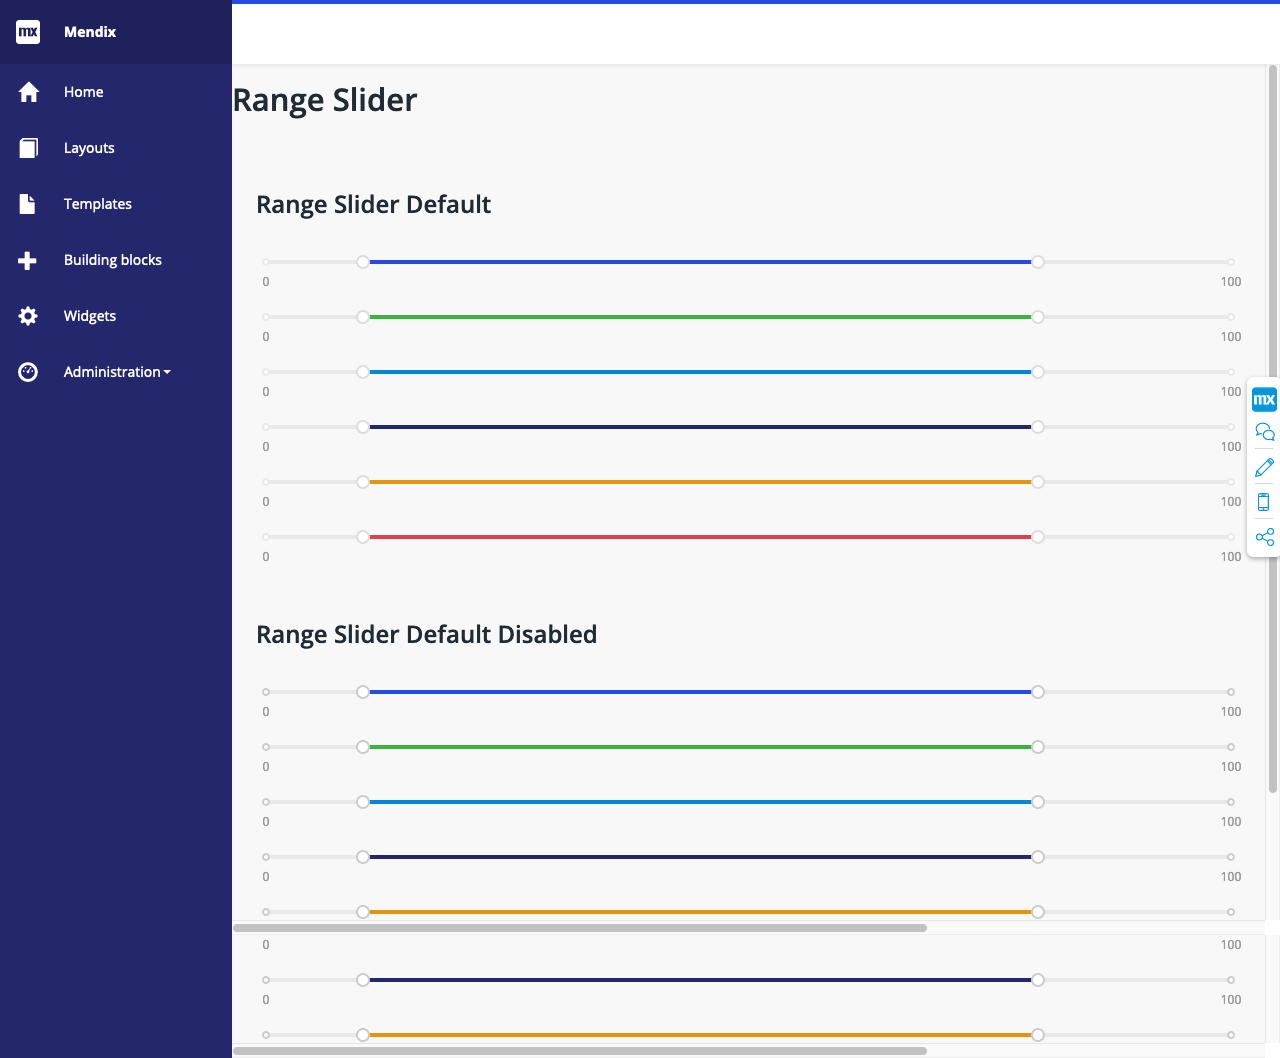 mx Mendix
Home
Layouts
Templates
Building blocks
Widgets
Administration
Range Slider
Range Slider Default
0 100
0 100
0 100
0 100
0 100
0 100
mx
Range Slider Default Disabled
0 100
0 100
0 100
0 100
0 100
0 100